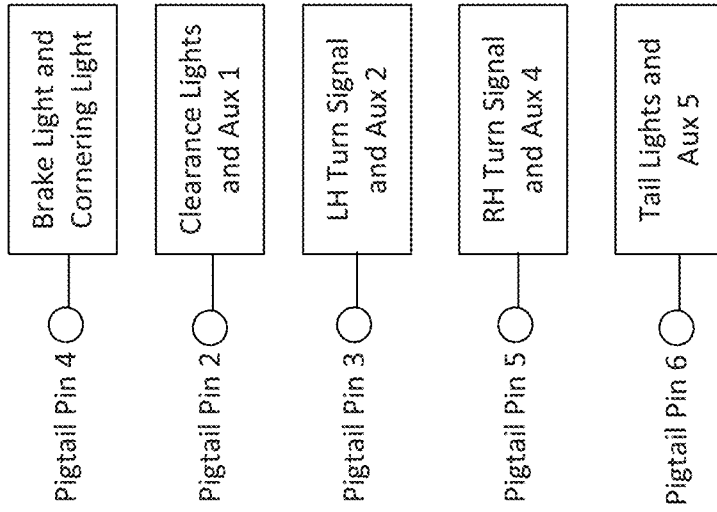 Pigtail Pin 4
Brake Light and
Cornering Light
Pigtail Pin 2
Clearance Lights
and Aux 1
Pigtail Pin 3
LH Turn Signal
and Aux 2
Pigtail Pin 5
RH Turn Signal
and Aux 4
Pigtail Pin 6
Tail Lights and
Aux 5